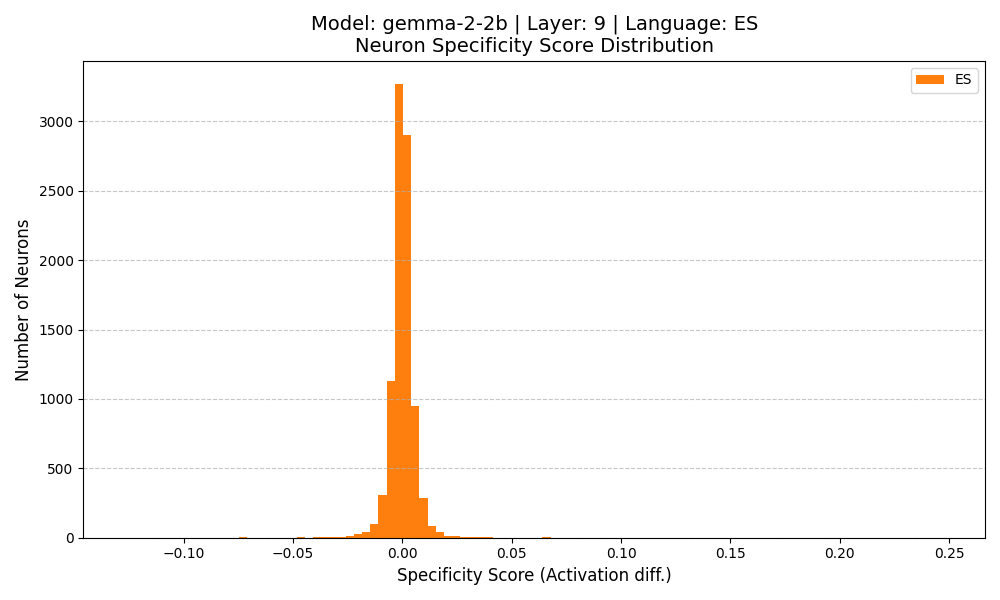 Model: gemma-2-2b | Layer: 9 | Language: ES
Neuron Specificity Score Distribution
ES
Number of Neurons
3000
2500
2000
1500
1000
500
0
−0.10 −0.05 0.00 0.05 0.10 0.15 0.20 0.25
Specificity Score (Activation diff.)